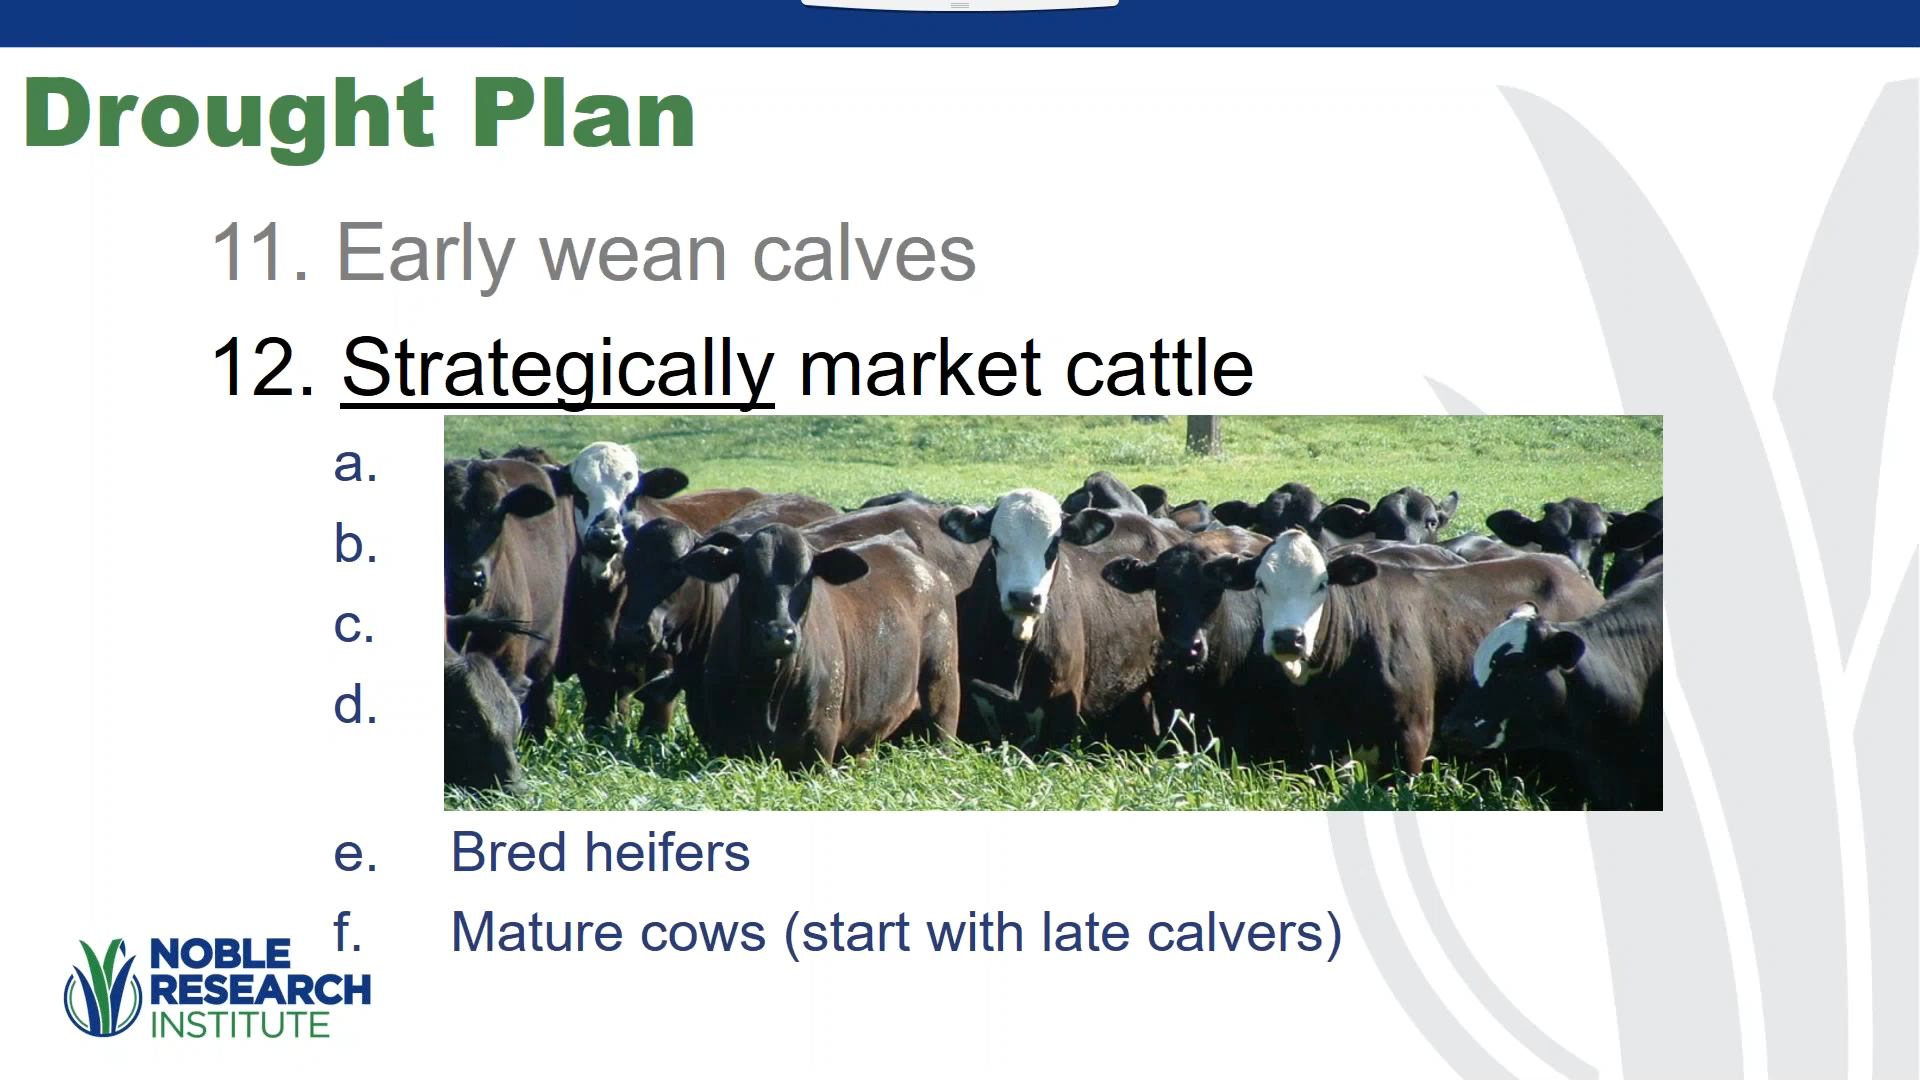 Drought Plan
11. Early wean calves
12. Strategically market cattle
a.
b.
c.
d.
e. Bred heifers
f. Mature cows (start with late calvers)
NOBLE
RESEARCH
INSTITUTE